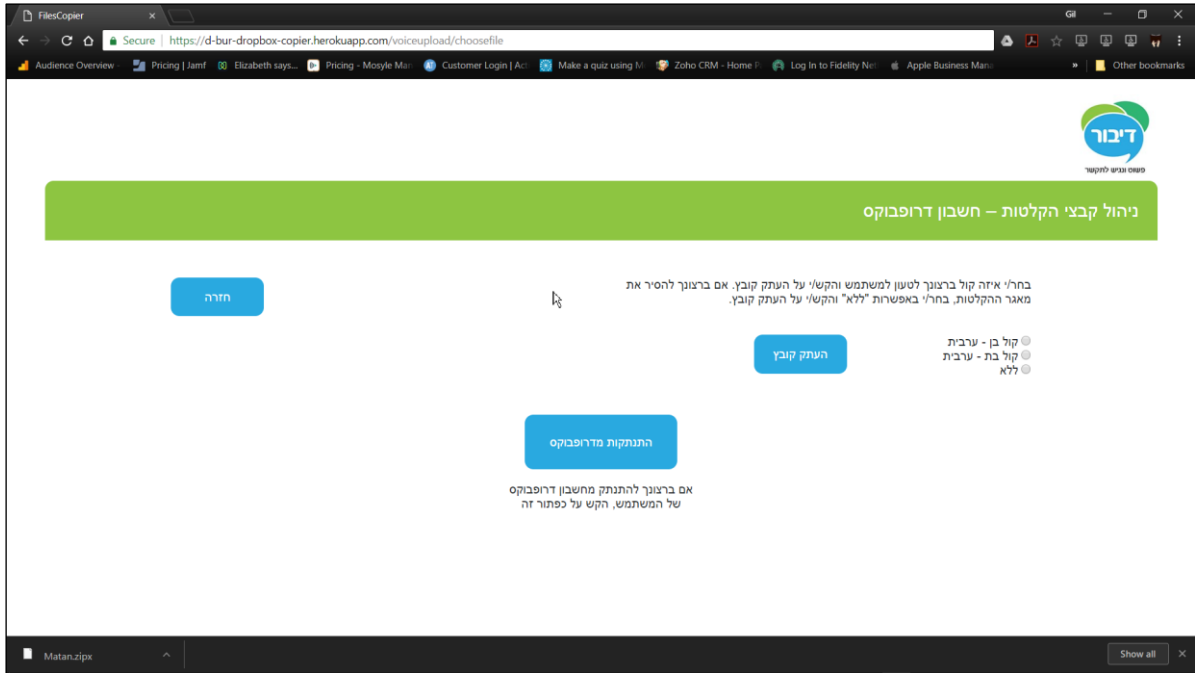 FilesCopier
Gil
Secure | https://d-bur-dropbox-copier.herokuapp.com/voiceupload/choosefile
Audience Overview - Pricing | Jamf Elizabeth says... Pricing - Mosyle Man Customer Login | Act Make a quiz using M Zoho CRM - Home P Log In to Fidelity Net Apple Business Mana » Other bookmarks
דיבור
פשוט ונגיש לתקשר
ניהול קבצי הקלטות – חשבון דרופבוקס
בחר/י איזה קול ברצונך לטעון למשתמש והקש/י על העתק קובץ. אם ברצונך להסיר את
מאגר ההקלטות, בחר/י באפשרות "ללא" והקש/י על העתק קובץ.
חזרה
קול בן - ערבית
קול בת - ערבית
ללא
העתק קובץ
התנתקות מדרופבוקס
אם ברצונך להתנתק מחשבון דרופבוקס
של המשתמש, הקש על כפתור זה
Matan.zipx
Show all